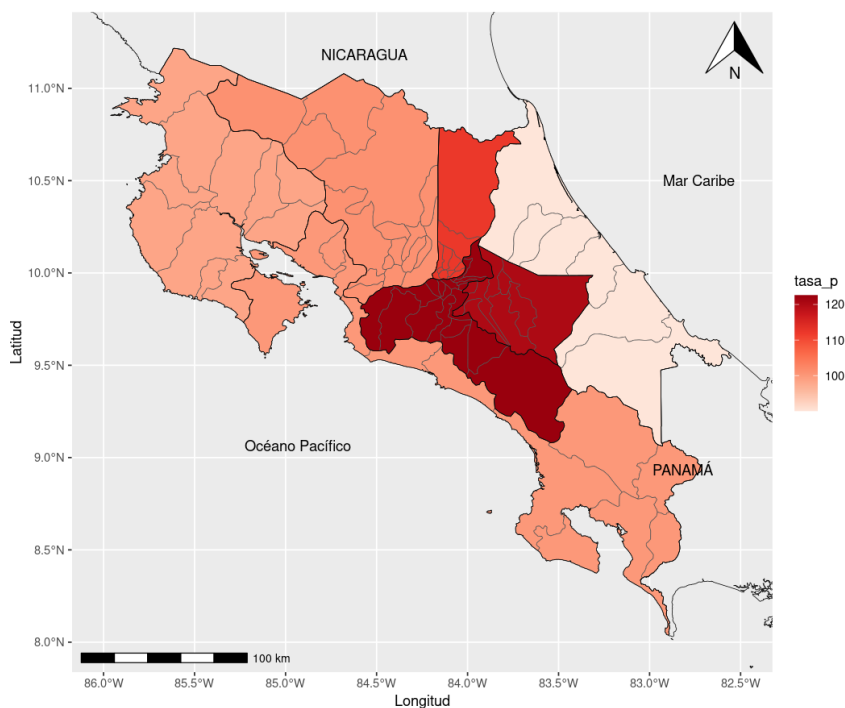 NICARAGUA
N
11.0°N
10.5°N
Mar Caribe
10.0°N
tasa_p
120
110
100
Latitud
9.5°N
Océano Pacífico
9.0°N
PANAMÁ
8.5°N
8.0°N
100 km
86.0°W
85.5°W
85.0°W
84.5°W
84.0°W
83.5°W
83.0°W
82.5°W
Longitud